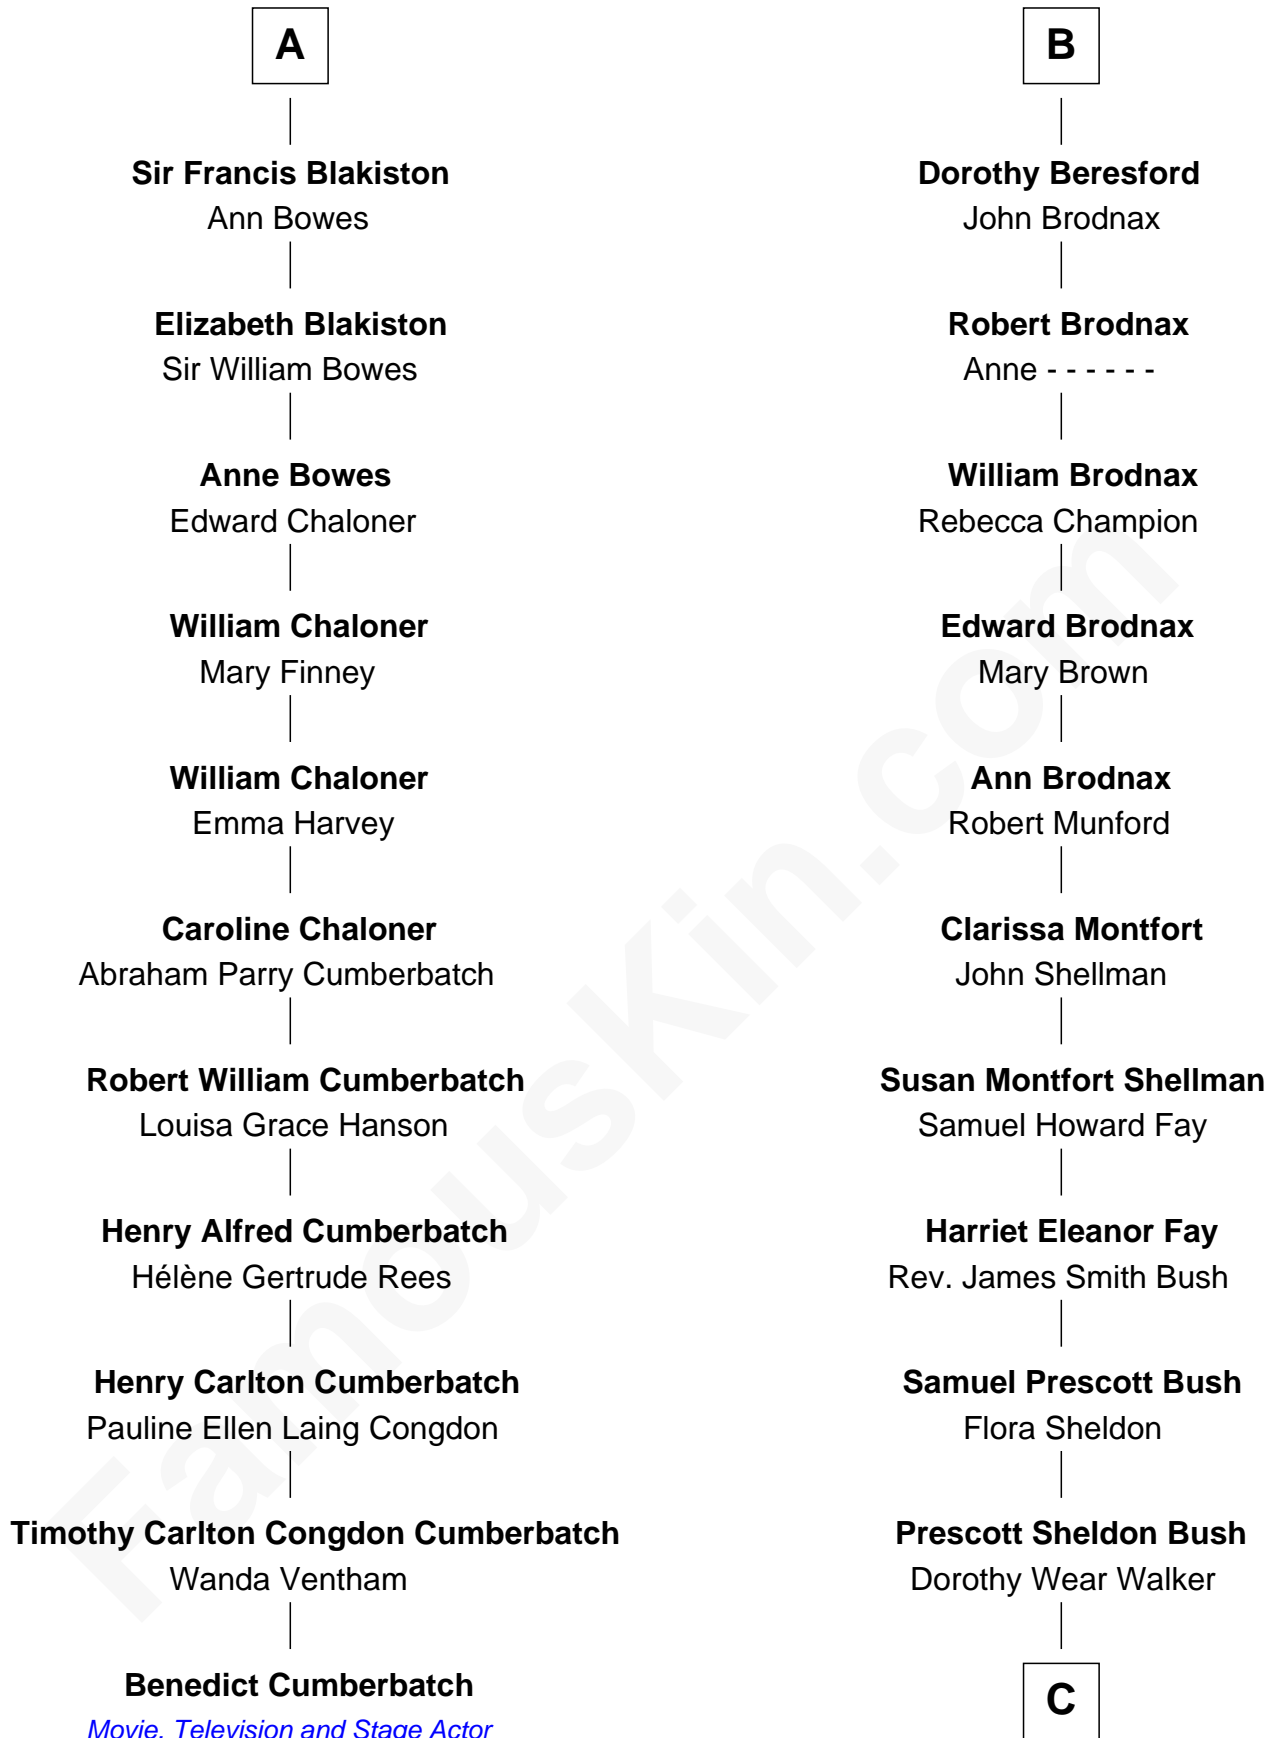 A
Sir Francis Blakiston
Ann Bowes
Elizabeth Blakiston
Sir William Bowes
Anne Bowes
Edward Chaloner
William Chaloner
Mary Finney
William Chaloner
Emma Harvey
Caroline Chaloner
Abraham Parry Cumberbatch
Robert William Cumberbatch
Louisa Grace Hanson
Henry Alfred Cumberbatch
Hélène Gertrude Rees
Henry Carlton Cumberbatch
Pauline Ellen Laing Congdon
Timothy Carlton Congdon Cumberbatch
Wanda Ventham
Benedict Cumberbatch
Movie, Television and Stage Actor
B
Dorothy Beresford
John Brodnax
Robert Brodnax
Anne - - - - - -
William Brodnax
Rebecca Champion
Edward Brodnax
Mary Brown
Ann Brodnax
Robert Munford
Clarissa Montfort
John Shellman
Susan Montfort Shellman
Samuel Howard Fay
Harriet Eleanor Fay
Rev. James Smith Bush
Samuel Prescott Bush
Flora Sheldon
Prescott Sheldon Bush
Dorothy Wear Walker
C
FamousKin.com